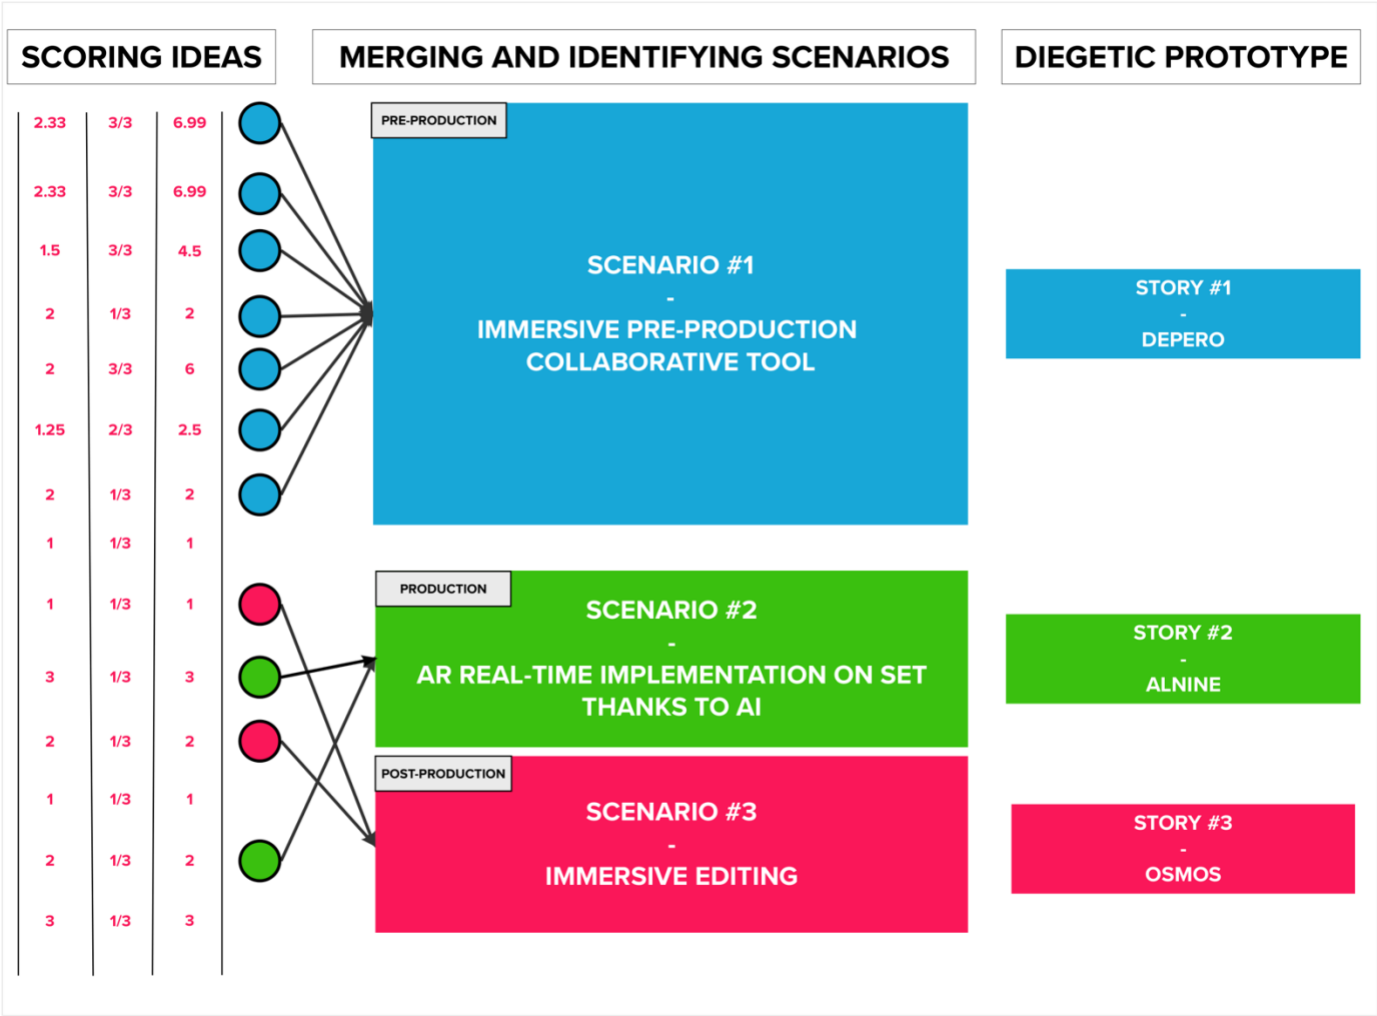 SCORING IDEAS
MERGING AND IDENTIFYING SCENARIOS
DIEGETIC PROTOTYPE
2.33 3/3 6.99
2.33 3/3 6.99
1.5 3/3 4.5
2 1/3 2
2 3/3 6
1.25 2/3 2.5
2 1/3 2
1 1/3 1
1 1/3 1
3 1/3 3
2 1/3 2
1 1/3 1
2 1/3 2
3 1/3 3
PRE-PRODUCTION
SCENARIO #1
-
IMMERSIVE PRE-PRODUCTION
COLLABORATIVE TOOL
PRODUCTION
SCENARIO #2
-
AR REAL-TIME IMPLEMENTATION ON SET
THANKS TO AI
POST-PRODUCTION
SCENARIO #3
-
IMMERSIVE EDITING
STORY #1
-
DEPERO
STORY #2
-
ALNINE
STORY #3
-
OSMOS